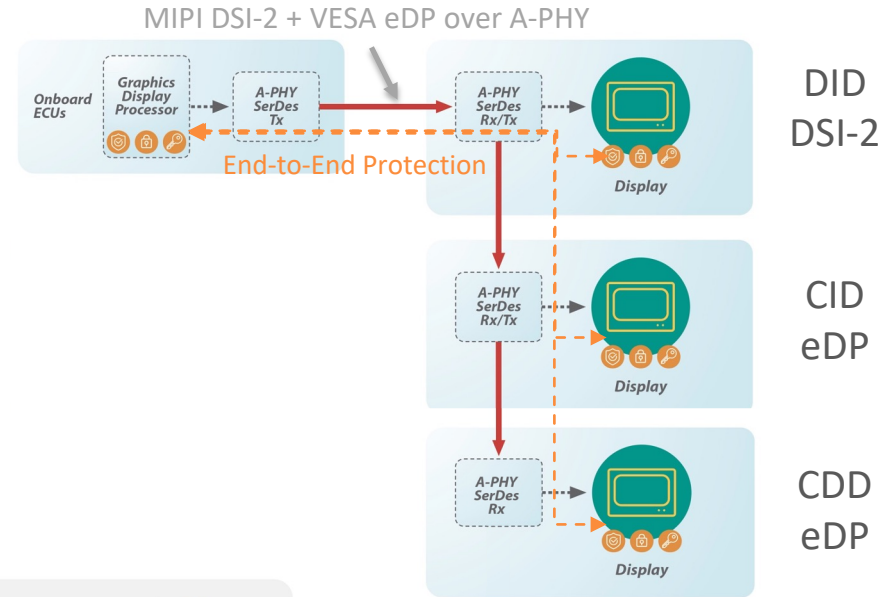 MIPI DSI-2 + VESA eDP over A-PHY
Onboard
ECUs
Graphics
Display
Processor
A-PHY
SerDes
Tx
A-PHY
SerDes
Rx/Tx
Display
DID
DSI-2
End-to-End Protection
A-PHY
SerDes
Rx/Tx
Display
CID
eDP
A-PHY
SerDes
Rx
Display
CDD
eDP